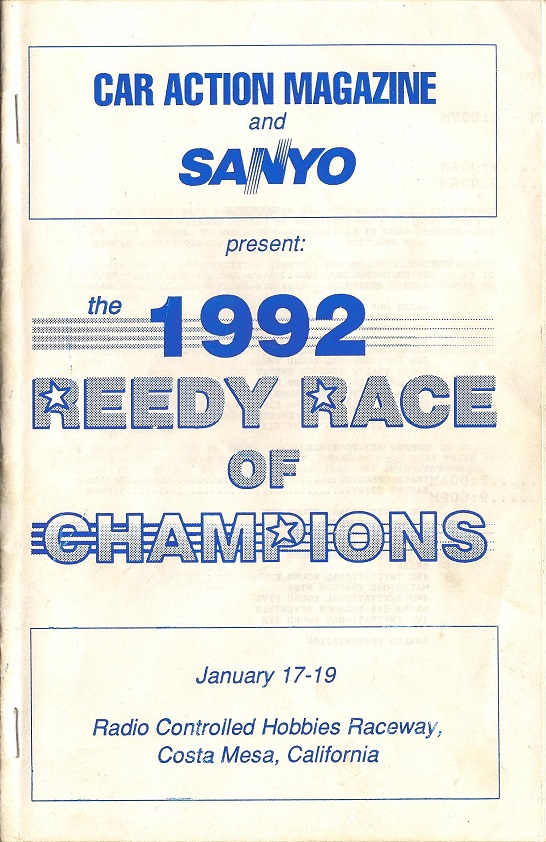 CAR ACTION MAGAZINE
and
SANYO
present:
the 1992
REEDY RACE
OF
CHAMPIONS
January 17-19
Radio Controlled Hobbies Raceway,
Costa Mesa, California